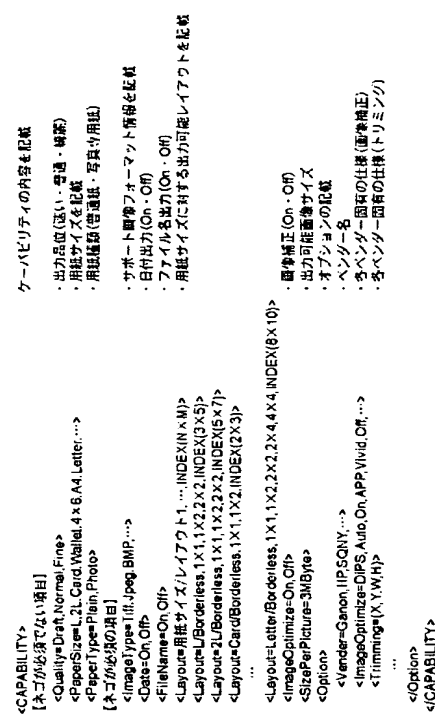 <CAPABILITY> ケーパビリティの内容を記載
[ネゴが必須でない項目]
<Quality=Draft,Normal,Fine> ・出力品位(速い・普通・綺麗)
<PaperSize=L,2L,Card,Wallet,4×6,A4,Letter,…> ・用紙サイズを記載
<PaperType=Plain,Photo> ・用紙種類(普通紙・写真専用紙)
[ネゴが必須の項目]
<ImageType=Tiff,Jpeg,BMP,…> ・サポート画像フォーマット情報を記載
<Date=On,Off> ・日付出力(On・Off)
<FileName=On,Off> ・ファイル名出力(On・Off)
<Layout=用紙サイズ/レイアウト1, …,INDEX(N×M)> ・用紙サイズに対する出力可能レイアウトを記載
<Layout=L/Borderless,1×1,1×2,2×2,INDEX(3×5)>
<Layout=2L/Borderless,1×1,1×2,2×2,INDEX(5×7)>
<Layout=Card/Borderless,1×1,1×2,INDEX(2×3)>
…
<Layout=Letter/Borderless,1×1,1×2,2×2,2×4,4×4,INDEX(8×10)>
<ImageOptimize=On,Off> ・画像補正(On・Off)
<SizePerPicture=3MByte> ・出力可能画像サイズ
<Option> ・オプションの記載
<Vender=Canon,HP,SQNY,…> ・ベンダー名
<ImageOptimize=DIPS,Auto,On,APP,Vivid,Off,…> ・各ベンダー固有の仕様(画像補正)
<Trimming=(X,Y,W,H)> ・各ベンダー固有の仕様(トリミング)
…
</Option>
</CAPABILITY>